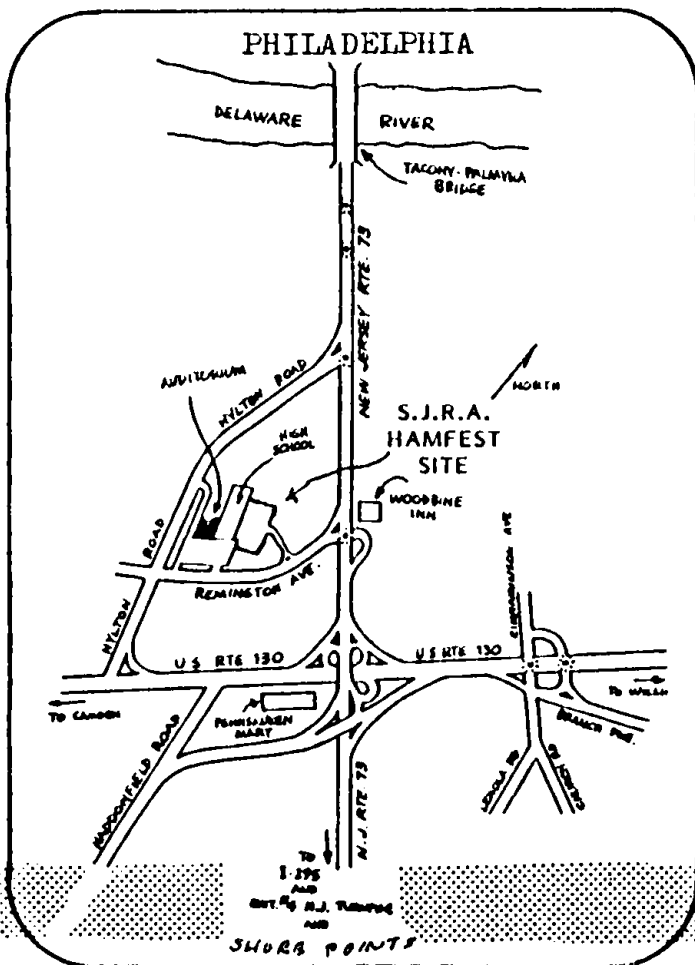 PHILADELPHIA
DELAWARE RIVER
TACONY-PALMYRA
BRIDGE
NEW JERSEY RTE. 73
HYLTON ROAD
AUDITORIUM
HIGH
SCHOOL
NORTH
S.J.R.A.
HAMFEST
SITE
WOODBINE
INN
HYLTON ROAD
REMINGTON AVE.
CINNAMINSON AVE
US RTE 130
US RTE 130
TO CAMDEN
PENNSAUKEN
MART
BRANCH PIKE
HADDONFIELD ROAD
N.J. RTE 73
TO
I-295
AND
N.J.
AND
SHORE POINTS